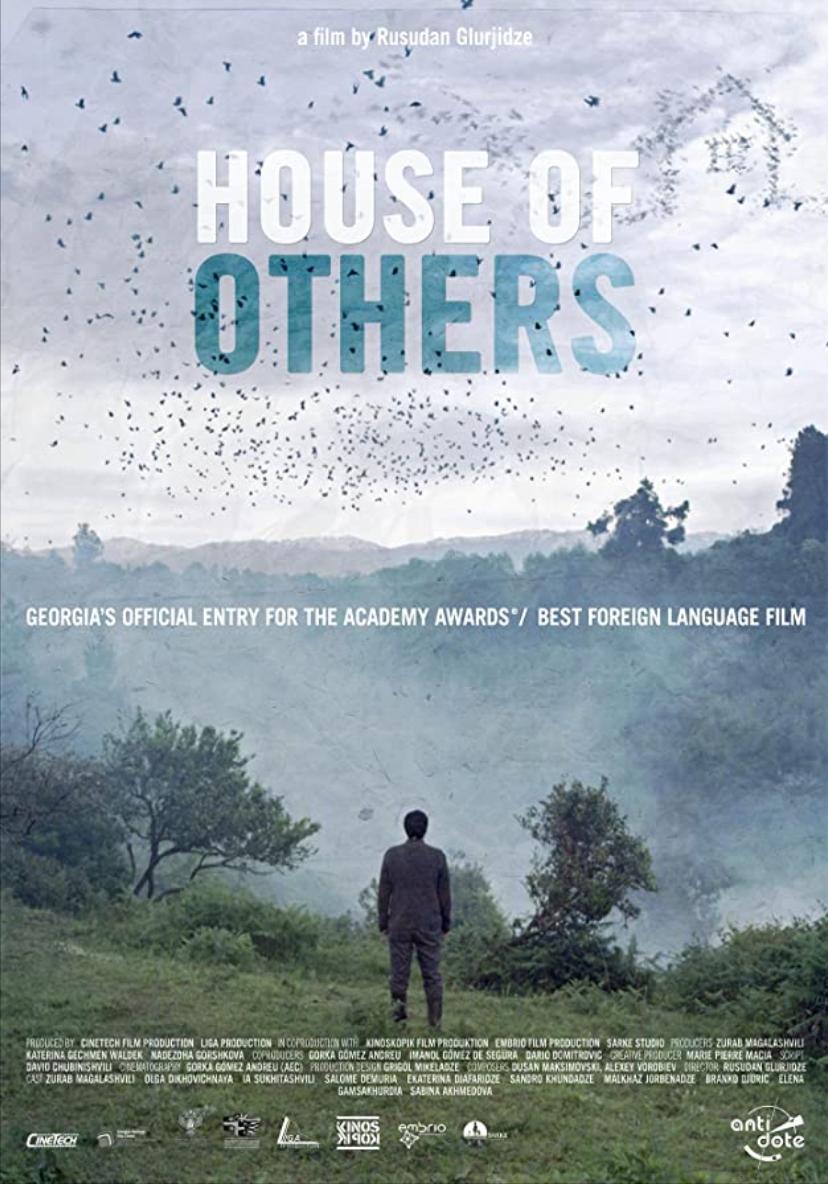 a film by Rusudan Glurjidze
HOUSE OF
OTHERS
GEORGIA'S OFFICIAL ENTRY FOR THE ACADEMY AWARDS®/ BEST FOREIGN LANGUAGE FILM
PRODUCED BY CINETECH FILM PRODUCTION LIGA PRODUCTION IN COPRODUCTION WITH KINOSKOPIK FILM PRODUKTION EMBRIO FILM PRODUCTION SARKE STUDIO PRODUCERS ZURAB MAGALASHVILI
KATERINA GECHMEN WALDEK NADEZOHA GORSHKOVA COPRODUCERS GORKA GÓMEZ ANDREU IMANOL GÓMEZ DE SEGURA DARIO DOMITROVIC CREATIVE PRODUCER MARIE PIERRE MACIA SCRIPT
DAVID CHUBINISHVILI CINEMATOGRAPHY GORKA GÓMEZ ANDREU (AEC) PRODUCTION DESIGN GRIGOL MIKELADZE COMPOSERS DUSAN MAKSIMOVSKI, ALEXEY VOROBIEV DIRECTOR RUSUDAN GLURJIDZE
CAST ZURAB MAGALASHVILI OLGA DIKHOVICHNAYA IA SUKHITASHVILI SALOME DEMURIA EKATERINA DJAFARIDZE SANDRO KHUNDADZE MALKHAZ JORBENADZE BRANKO DJURIC ELENA
GAMSAKHURDIA SABINA AKHMEDOVA
CINETECH
LIGA
KINOS
KIPOK
embrio
anti
dote